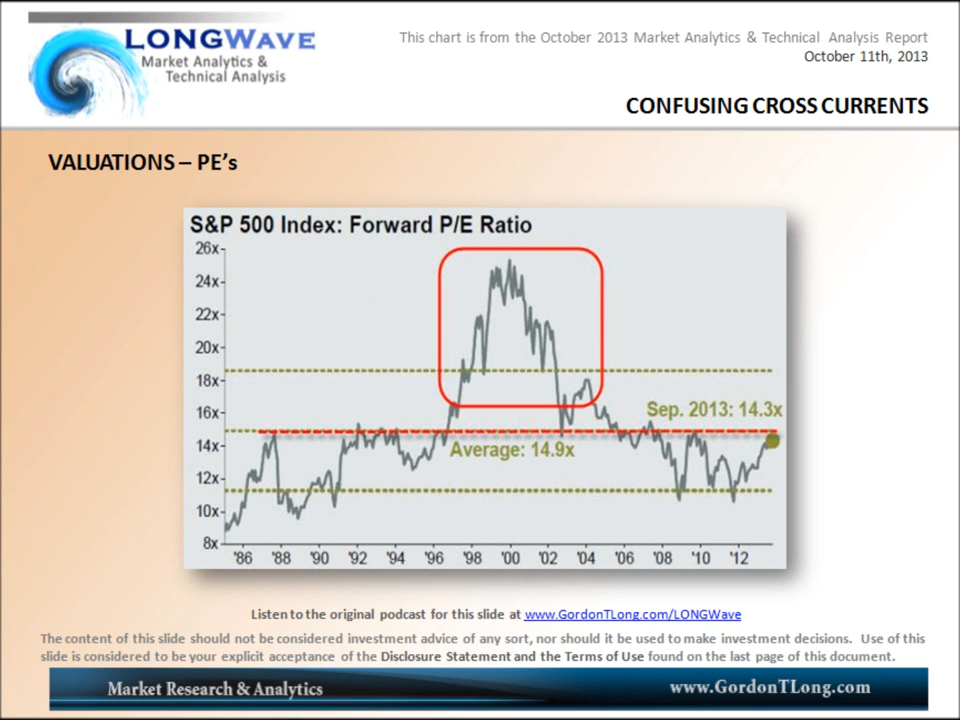 LONGWAVE
Market Analytics &
Technical Analysis
This chart is from the October 2013 Market Analytics & Technical Analysis Report
October 11th, 2013
CONFUSING CROSS CURRENTS
VALUATIONS – PE's
S&P 500 Index: Forward P/E Ratio
26x
24x
22x
20x
18x
16x
14x
12x
10x
8x
Sep. 2013: 14.3x
Average: 14.9x
'86 '88 '90 '92 '94 '96 '98 '00 '02 '04 '06 '08 '10 '12
Listen to the original podcast for this slide at www.GordonTLong.com/LONGWave
The content of this slide should not be considered investment advice of any sort, nor should it be used to make investment decisions. Use of this
slide is considered to be your explicit acceptance of the Disclosure Statement and the Terms of Use found on the last page of this document.
Market Research & Analytics
www.GordonTLong.com